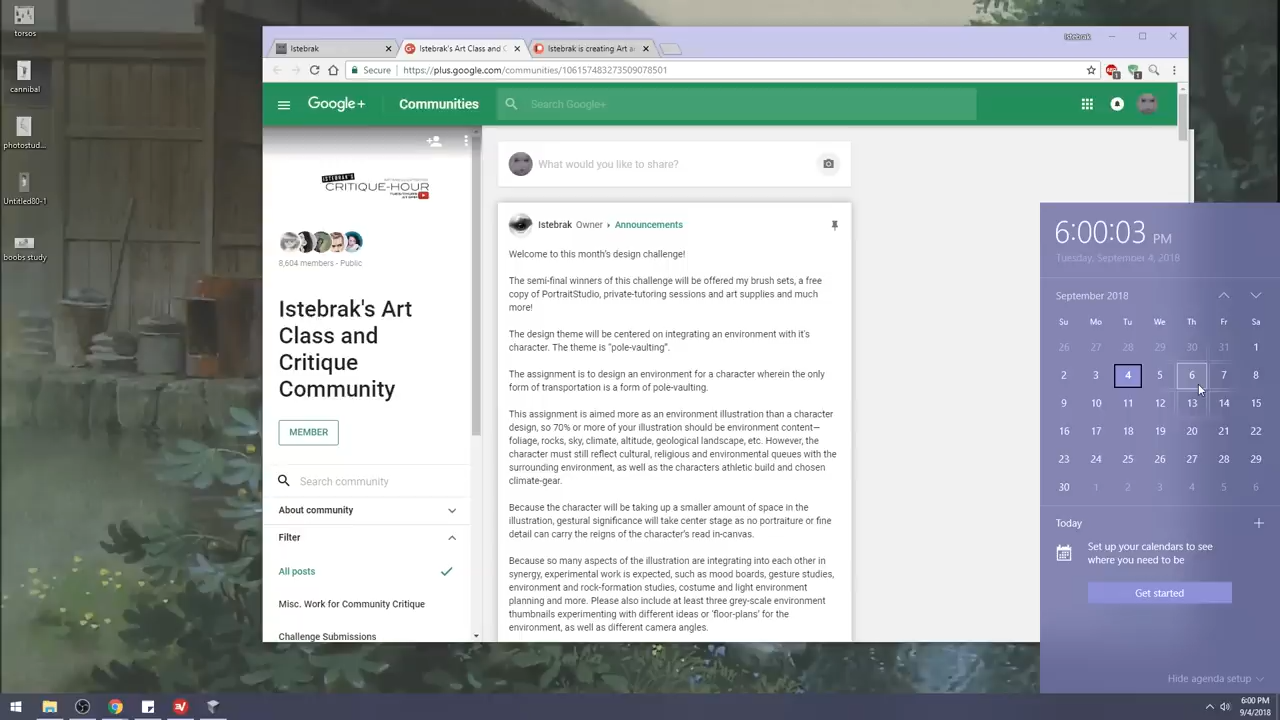 torsos
cannibal
photostud...
Untitled80-1
boobs study
Istebrak
Istebrak's Art Class and C
Istebrak is creating Art a
Istebrak
Secure
https://plus.google.com/communities/106157483273509078501
Google+
Communities
Search Google+
ISTEBRAK'S
CRITIQUE-HOUR
8,604 members - Public
Istebrak's Art
Class and
Critique
Community
MEMBER
Search community
About community
Filter
All posts
Misc. Work for Community Critique
Challenge Submissions
What would you like to share?
Istebrak Owner › Announcements
Welcome to this month's design challenge!
The semi-final winners of this challenge will be offered my brush sets, a free
copy of PortraitStudio, private-tutoring sessions and art supplies and much
more!
The design theme will be centered on integrating an environment with it's
character. The theme is "pole-vaulting".
The assignment is to design an environment for a character wherein the only
form of transportation is a form of pole-vaulting.
This assignment is aimed more as an environment illustration than a character
design, so 70% or more of your illustration should be environment content—
foliage, rocks, sky, climate, altitude, geological landscape, etc. However, the
character must still reflect cultural, religious and environmental queues with the
surrounding environment, as well as the characters athletic build and chosen
climate-gear.
Because the character will be taking up a smaller amount of space in the
illustration, gestural significance will take center stage as no portraiture or fine
detail can carry the reigns of the character's read in-canvas.
Because so many aspects of the illustration are integrating into each other in
synergy, experimental work is expected, such as mood boards, gesture studies,
environment and rock-formation studies, costume and light environment
planning and more. Please also include at least three grey-scale environment
thumbnails experimenting with different ideas or 'floor-plans' for the
environment, as well as different camera angles.
6:00:03 PM
Tuesday, September 4, 2018
September 2018
Su Mo Tu We Th Fr Sa
26 27 28 29 30 31 1
2 3 4 5 6 7 8
9 10 11 12 13 14 15
16 17 18 19 20 21 22
23 24 25 26 27 28 29
30 1 2 3 4 5 6
Today
Set up your calendars to see
where you need to be
Get started
Hide agenda setup
6:00 PM
9/4/2018